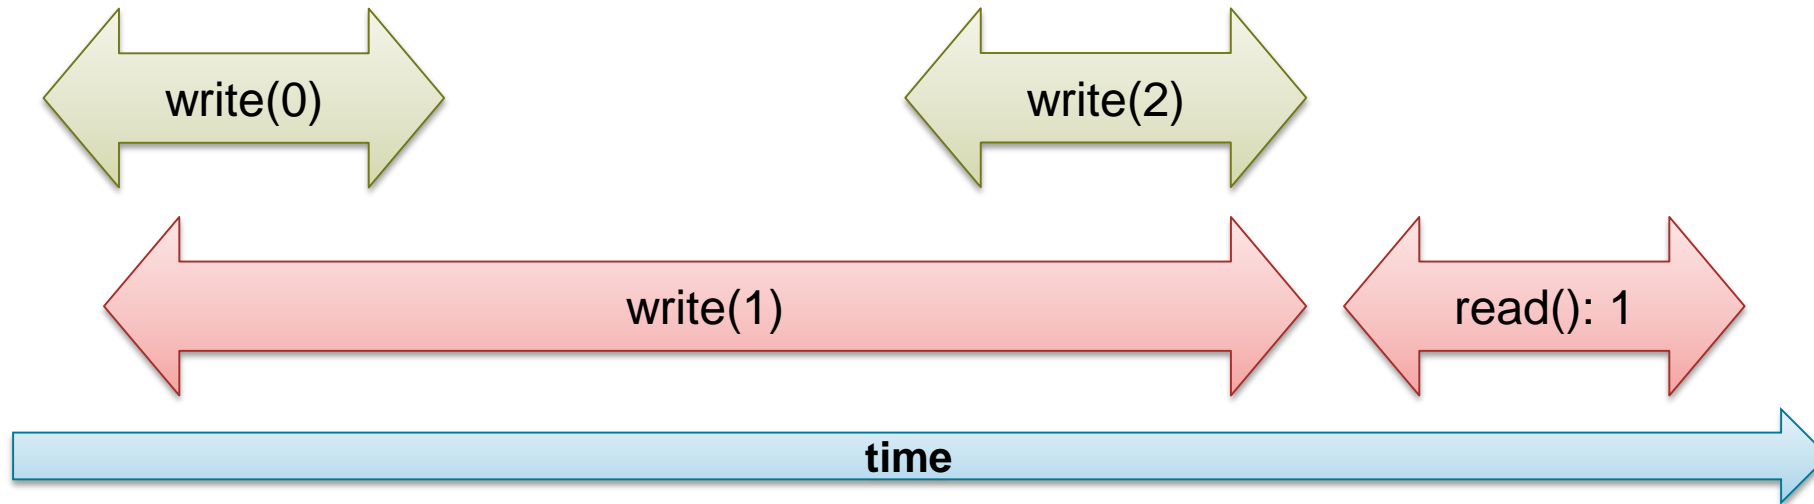 write(0)
write(2)
write(1)
read(): 1
time